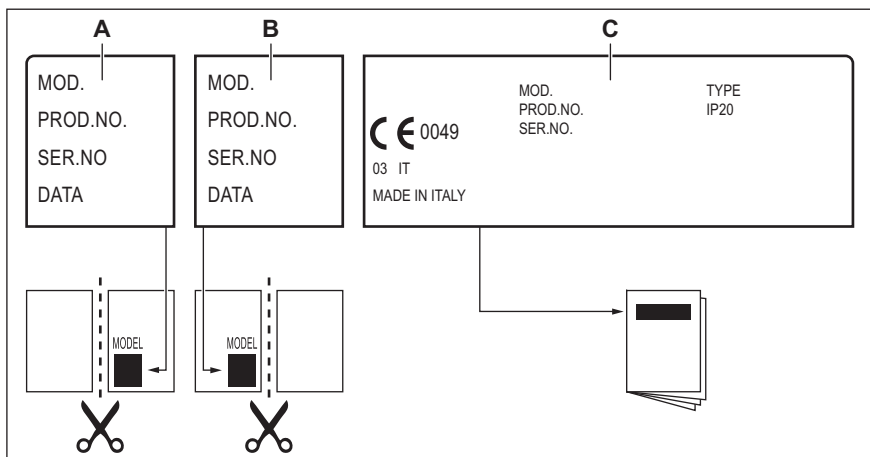 A
B
C
MOD.
PROD.NO.
SER.NO
DATA
MOD.
PROD.NO.
SER.NO
DATA
MOD.
PROD.NO.
SER.NO.
TYPE
IP20
CE 0049
03 IT
MADE IN ITALY
MODEL
MODEL